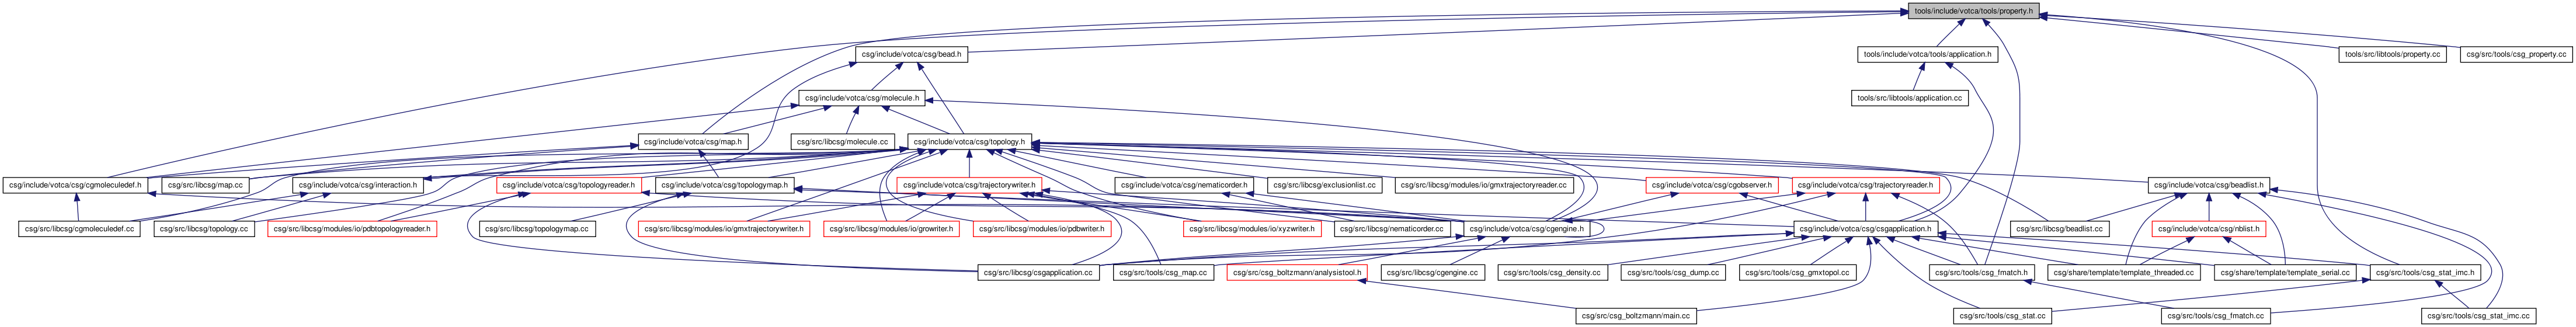 tools/include/votca/tools/property.h
csg/include/votca/csg/bead.h
tools/include/votca/tools/application.h
tools/src/libtools/property.cc
csg/src/tools/csg_property.cc
csg/include/votca/csg/molecule.h
tools/src/libtools/application.cc
csg/include/votca/csg/map.h
csg/src/libcsg/molecule.cc
csg/include/votca/csg/topology.h
csg/include/votca/csg/cgmoleculedef.h
csg/src/libcsg/map.cc
csg/include/votca/csg/interaction.h
csg/include/votca/csg/topologyreader.h
csg/include/votca/csg/topologymap.h
csg/include/votca/csg/trajectorywriter.h
csg/include/votca/csg/nematicorder.h
csg/src/libcsg/exclusionlist.cc
csg/src/libcsg/modules/io/gmxtrajectoryreader.cc
csg/include/votca/csg/cgobserver.h
csg/include/votca/csg/trajectoryreader.h
csg/include/votca/csg/beadlist.h
csg/src/libcsg/cgmoleculedef.cc
csg/src/libcsg/topology.cc
csg/src/libcsg/modules/io/pdbtopologyreader.h
csg/src/libcsg/topologymap.cc
csg/src/libcsg/modules/io/gmxtrajectorywriter.h
csg/src/libcsg/modules/io/growriter.h
csg/src/libcsg/modules/io/pdbwriter.h
csg/src/libcsg/modules/io/xyzwriter.h
csg/src/libcsg/nematicorder.cc
csg/include/votca/csg/cgengine.h
csg/include/votca/csg/csgapplication.h
csg/src/libcsg/beadlist.cc
csg/include/votca/csg/nblist.h
csg/src/libcsg/csgapplication.cc
csg/src/tools/csg_map.cc
csg/src/csg_boltzmann/analysistool.h
csg/src/libcsg/cgengine.cc
csg/src/tools/csg_density.cc
csg/src/tools/csg_dump.cc
csg/src/tools/csg_gmxtopol.cc
csg/src/tools/csg_fmatch.h
csg/share/template/template_threaded.cc
csg/share/template/template_serial.cc
csg/src/tools/csg_stat_imc.h
csg/src/csg_boltzmann/main.cc
csg/src/tools/csg_stat.cc
csg/src/tools/csg_fmatch.cc
csg/src/tools/csg_stat_imc.cc